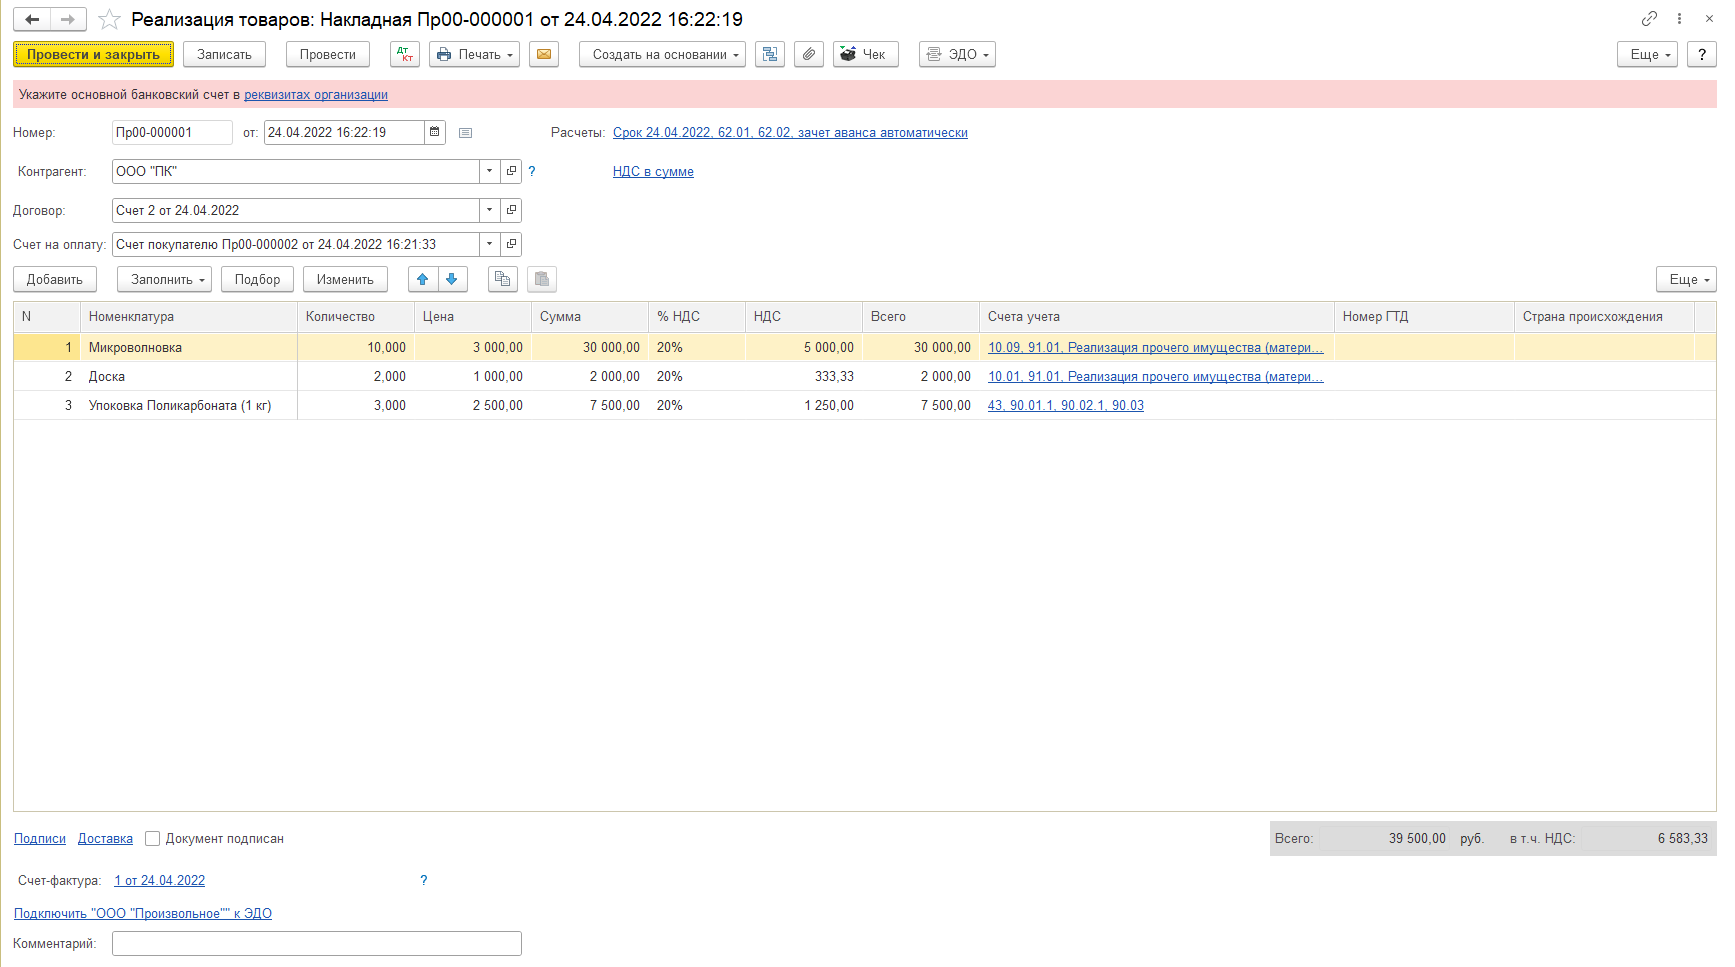 Реализация товаров: Накладная Пр00-000001 от 24.04.2022 16:22:19
Провести и закрыть Записать Провести Дт Кт Печать Создать на основании Чек ЭДО Еще ?
Укажите основной банковский счет в реквизитах организации
Номер: Пр00-000001 от: 24.04.2022 16:22:19 Расчеты: Срок 24.04.2022, 62.01, 62.02, зачет аванса автоматически
Контрагент: ООО "ПК" ? НДС в сумме
Договор: Счет 2 от 24.04.2022
Счет на оплату: Счет покупателю Пр00-000002 от 24.04.2022 16:21:33
Добавить Заполнить Подбор Изменить Еще
N Номенклатура Количество Цена Сумма % НДС НДС Всего Счета учета Номер ГТД Страна происхождения
1 Микроволновка 10,000 3 000,00 30 000,00 20% 5 000,00 30 000,00 10.09, 91.01, Реализация прочего имущества (матери...
2 Доска 2,000 1 000,00 2 000,00 20% 333,33 2 000,00 10.01, 91.01, Реализация прочего имущества (матери...
3 Упоковка Поликарбоната (1 кг) 3,000 2 500,00 7 500,00 20% 1 250,00 7 500,00 43, 90.01.1, 90.02.1, 90.03
Подписи Доставка Документ подписан Всего: 39 500,00 руб. в т.ч. НДС: 6 583,33
Счет-фактура: 1 от 24.04.2022 ?
Подключить "ООО "Произвольное"" к ЭДО
Комментарий: